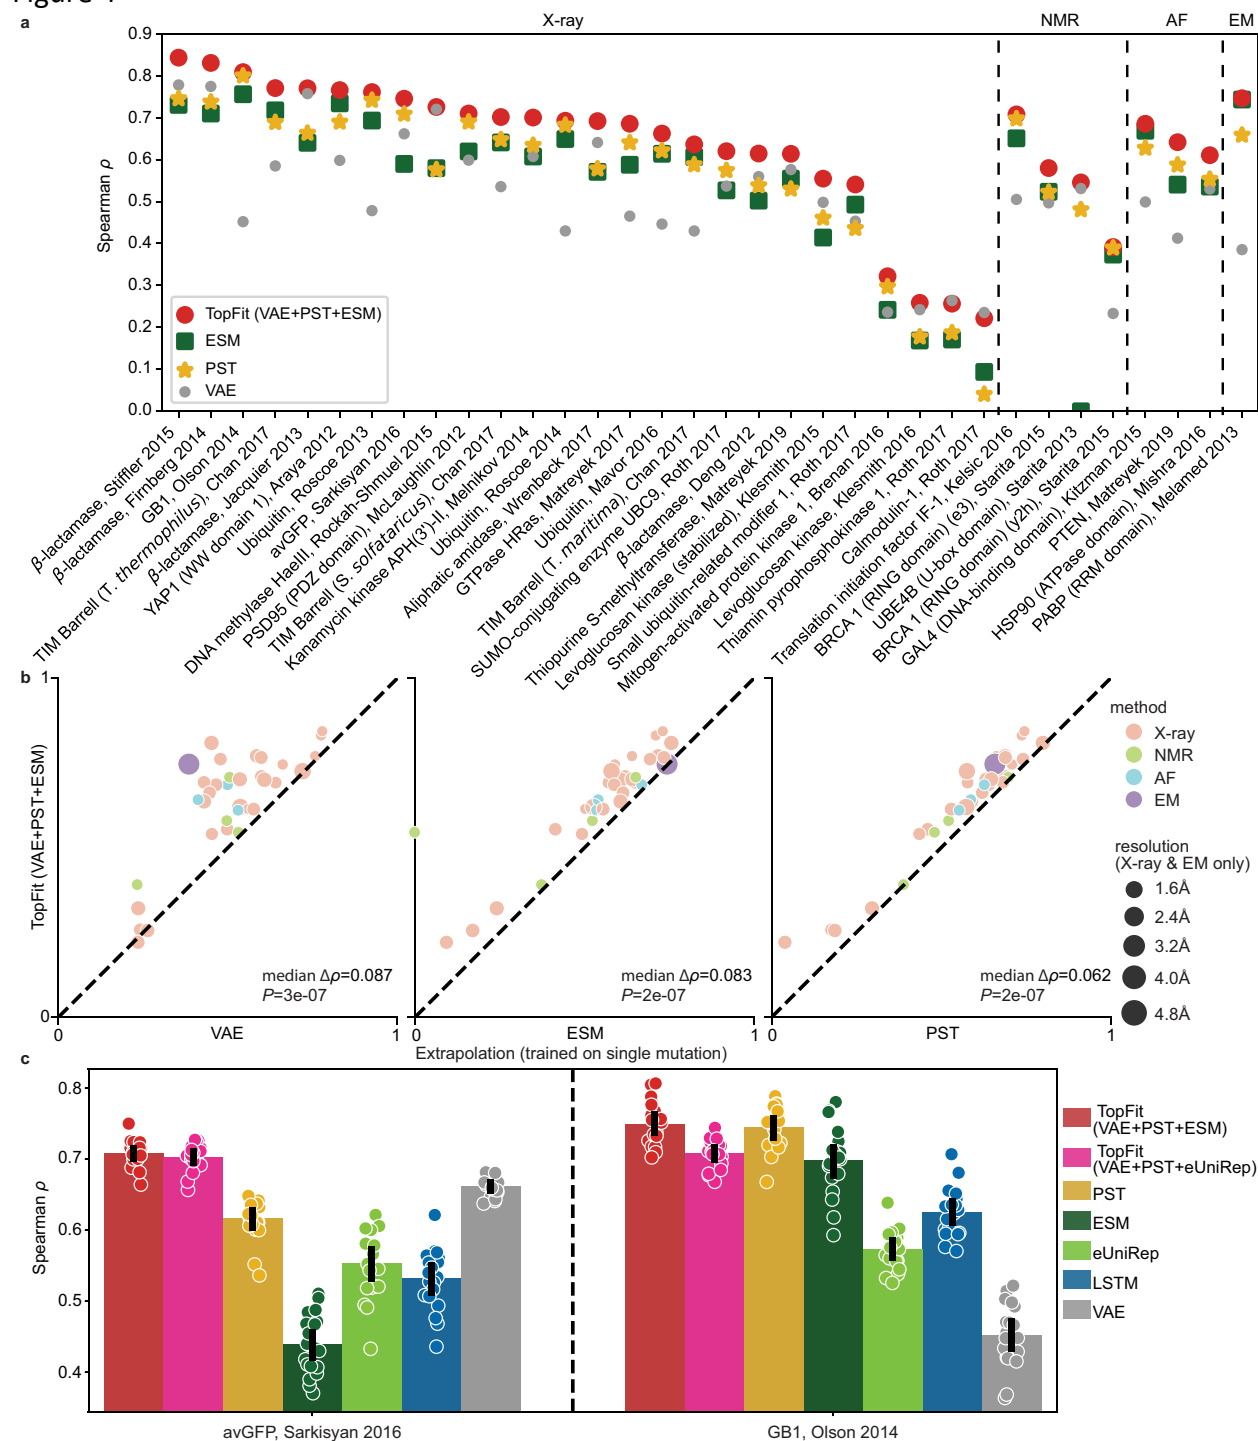 a
X-ray
NMR
AF
EM
0.9
0.8
0.7
0.6
0.5
0.4
0.3
0.2
0.1
0.0
Spearman ρ
TopFit (VAE+PST+ESM)
ESM
PST
VAE
β-lactamase, Stiffler 2015
β-lactamase, Firnberg 2014
GB1, Olson 2014
TIM Barrell (T. thermophilus), Chan 2017
β-lactamase, Jacquier 2013
YAP1 (WW domain 1), Araya 2012
Ubiquitin, Roscoe 2013
avGFP, Sarkisyan 2016
DNA methylase HaeIII, Rockah-Shmuel 2015
PSD95 (PDZ domain), McLaughlin 2012
TIM Barrell (S. solfataricus), Chan 2017
Kanamycin kinase APH(3')-II, Melnikov 2014
Ubiquitin, Roscoe 2014
Aliphatic amidase, Wrenbeck 2017
GTPase HRas, Matreyek 2017
Ubiquitin, Mavor 2016
TIM Barrell (T. maritima), Chan 2017
SUMO-conjugating enzyme UBC9, Roth 2017
β-lactamase, Deng 2012
Thiopurine S-methyltransferase, Matreyek 2019
Levoglucosan kinase (stabilized), Klesmith 2015
Small ubiquitin-related modifier 1, Roth 2017
Mitogen-activated protein kinase 1, Brenan 2016
Levoglucosan kinase, Klesmith 2016
Thiamin pyrophosphokinase 1, Roth 2017
Calmodulin-1, Roth 2017
Translation initiation factor IF-1, Kelsic 2016
BRCA 1 (RING domain) (e3), Starita 2015
UBE4B (U-box domain), Starita 2013
BRCA 1 (RING domain) (y2h), Starita 2015
GAL4 (DNA-binding domain), Kitzman 2015
PTEN, Matreyek 2019
HSP90 (ATPase domain), Mishra 2016
PABP (RRM domain), Melamed 2013
b
1
0
TopFit (VAE+PST+ESM)
median Δρ=0.087
P=3e-07
0
VAE
1
median Δρ=0.083
P=2e-07
0
ESM
1
median Δρ=0.062
P=2e-07
0
PST
1
method
X-ray
NMR
AF
EM
resolution
(X-ray & EM only)
1.6Å
2.4Å
3.2Å
4.0Å
4.8Å
c
Extrapolation (trained on single mutation)
0.8
0.7
0.6
0.5
0.4
Spearman ρ
avGFP, Sarkisyan 2016
GB1, Olson 2014
TopFit
(VAE+PST+ESM)
TopFit
(VAE+PST+eUniRep)
PST
ESM
eUniRep
LSTM
VAE